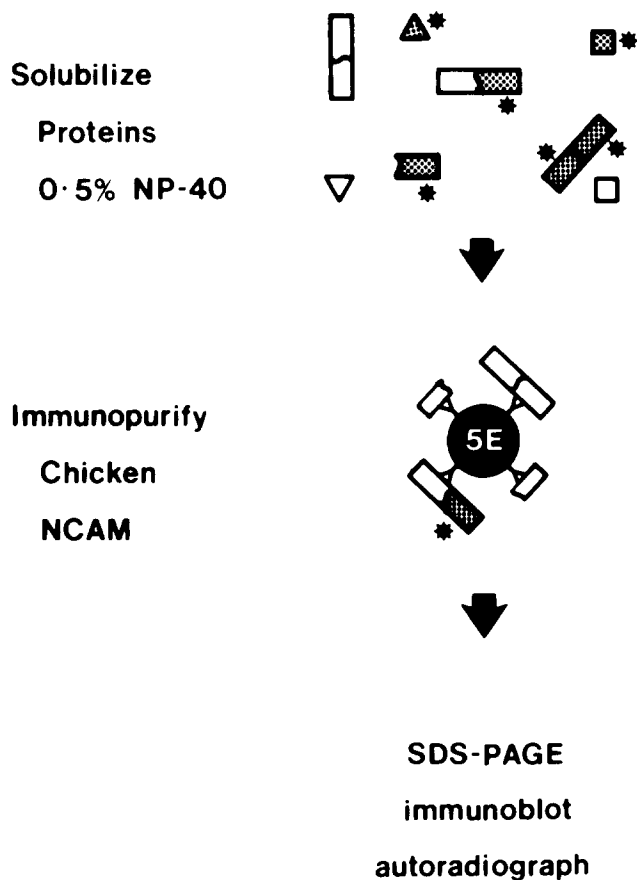 Solubilize
Proteins
0·5% NP-40
Immunopurify
Chicken
NCAM
5E
SDS-PAGE
immunoblot
autoradiograph